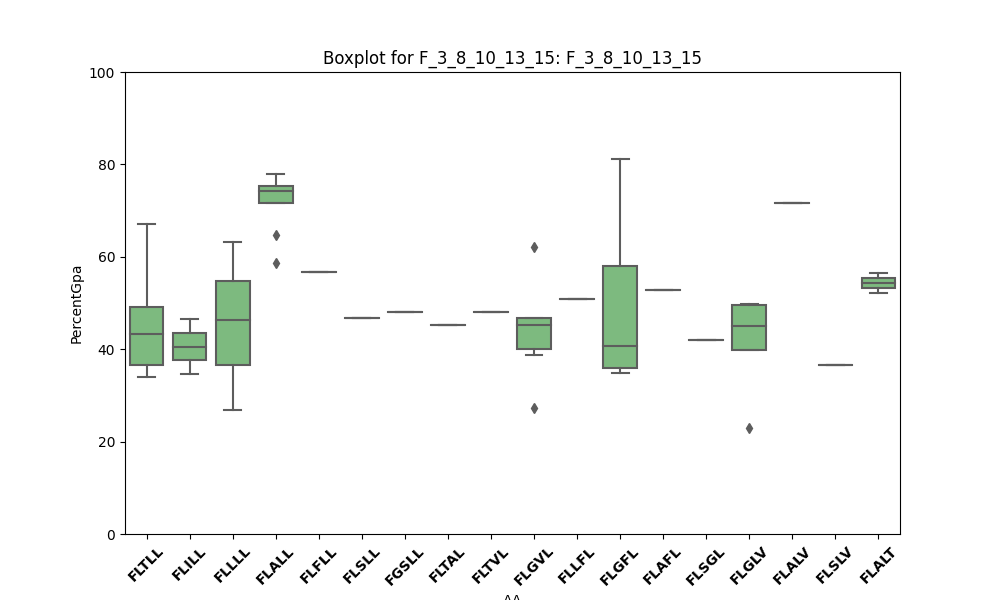 Boxplot for F_3_8_10_13_15: F_3_8_10_13_15
100
80
60
40
20
0
PercentGpa
FLTLL
FLILL
FLLLL
FLALL
FLFLL
FLSLL
FGSLL
FLTAL
FLTVL
FLGVL
FLLFL
FLGFL
FLAFL
FLSGL
FLGLV
FLALV
FLSLV
FLALT
AA